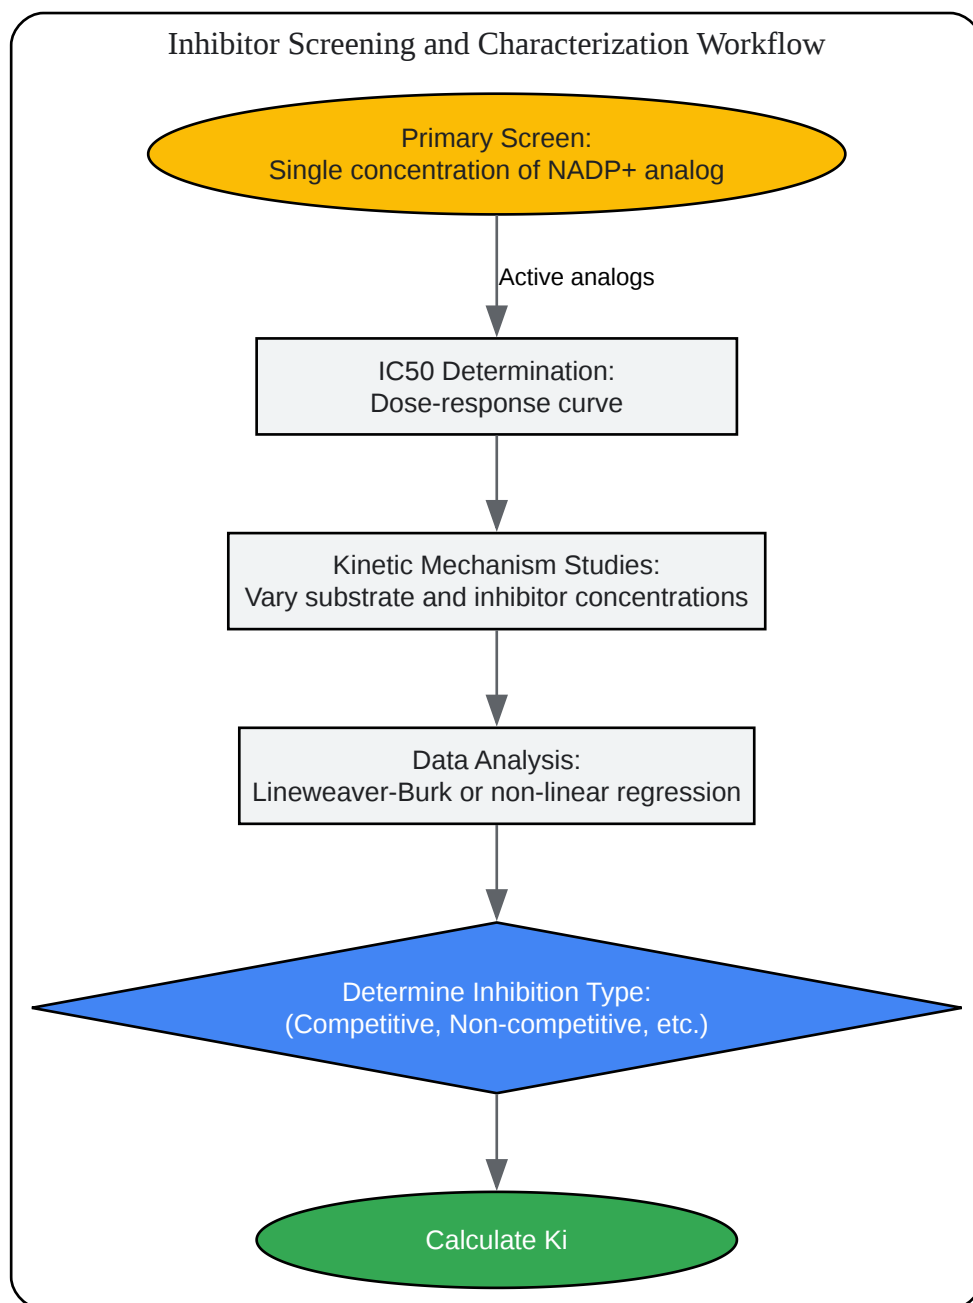 Inhibitor Screening and Characterization Workflow
Primary Screen:
Single concentration of NADP+ analog
Active analogs
IC50 Determination:
Dose-response curve
Kinetic Mechanism Studies:
Vary substrate and inhibitor concentrations
Data Analysis:
Lineweaver-Burk or non-linear regression
Determine Inhibition Type:
(Competitive, Non-competitive, etc.)
Calculate Ki